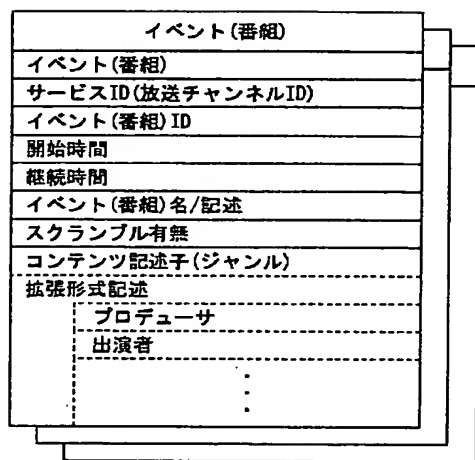 イベント(番組)
イベント(番組)
サービスID(放送チャンネルID)
イベント(番組)ID
開始時間
継続時間
イベント(番組)名/記述
スクランブル有無
コンテンツ記述子(ジャンル)
拡張形式記述
プロデューサ
出演者